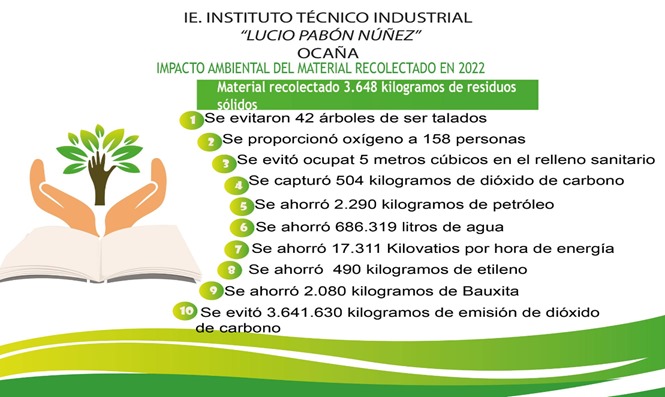 IE. INSTITUTO TÉCNICO INDUSTRIAL
“LUCIO PABÓN NÚÑEZ”
OCAÑA
IMPACTO AMBIENTAL DEL MATERIAL RECOLECTADO EN 2022
Material recolectado 3.648 kilogramos de residuos
sólidos
1 Se evitaron 42 árboles de ser talados
2 Se proporcionó oxígeno a 158 personas
3 Se evitó ocupat 5 metros cúbicos en el relleno sanitario
4 Se capturó 504 kilogramos de dióxido de carbono
5 Se ahorró 2.290 kilogramos de petróleo
6 Se ahorró 686.319 litros de agua
7 Se ahorró 17.311 Kilovatios por hora de energía
8 Se ahorró 490 kilogramos de etileno
9 Se ahorró 2.080 kilogramos de Bauxita
10 Se evitó 3.641.630 kilogramos de emisión de dióxido
de carbono